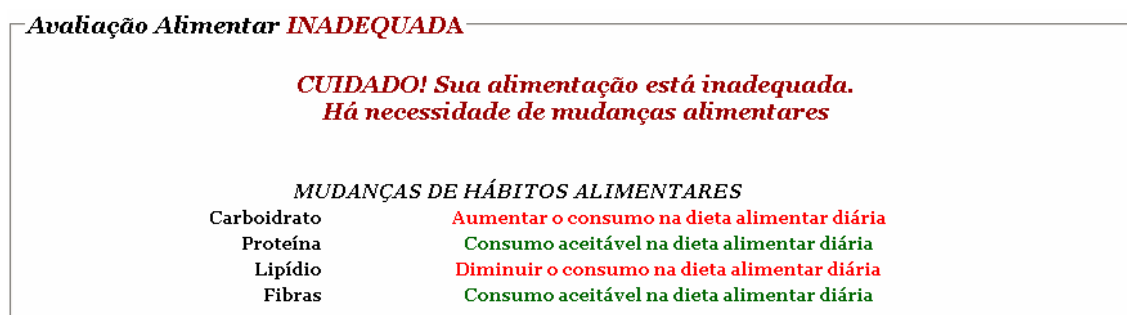 Avaliação Alimentar INADEQUADA
CUIDADO! Sua alimentação está inadequada.
Há necessidade de mudanças alimentares
MUDANÇAS DE HÁBITOS ALIMENTARES
Carboidrato Aumentar o consumo na dieta alimentar diária
Proteína Consumo aceitável na dieta alimentar diária
Lipídio Diminuir o consumo na dieta alimentar diária
Fibras Consumo aceitável na dieta alimentar diária